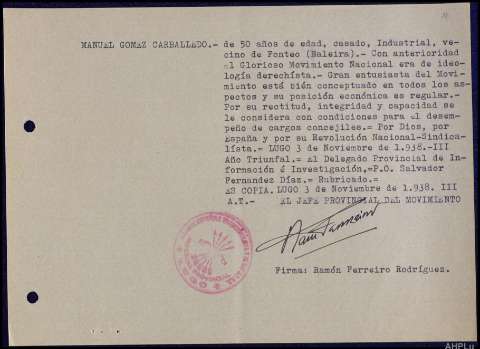 MANUEL GOMEZ CARBALLEDO.- de 50 años de edad, casado, Industrial, ve-
cino de Fonteo (Baleira).- Con anterioridad
al Glorioso Movimiento Nacional era de ideo-
logía derechista.- Gran entusiasta del Movi-
miento está bién conceptuado en todos los as-
pectos y su posición económica es regular.-
Por su rectitud, integridad y capacidad se
le considera con condiciones para el desem-
peño de cargos concejiles.= Por Dios, por
España y por su Revolución Nacional-Sindica-
lista.= LUGO 3 de Noviembre de 1.938.-III
Año Triunfal.= El Delegado Provincial de In-
formación é Investigación,=P.O. Salvador
Fernandez Díaz.= Rubricado.=
ES COPIA. LUGO 3 de Noviembre de 1.938. III
A.T.- EL JEFE PROVINCIAL DEL MOVIMIENTO
Firma: Ramón Ferreiro Rodríguez.
AHPLu